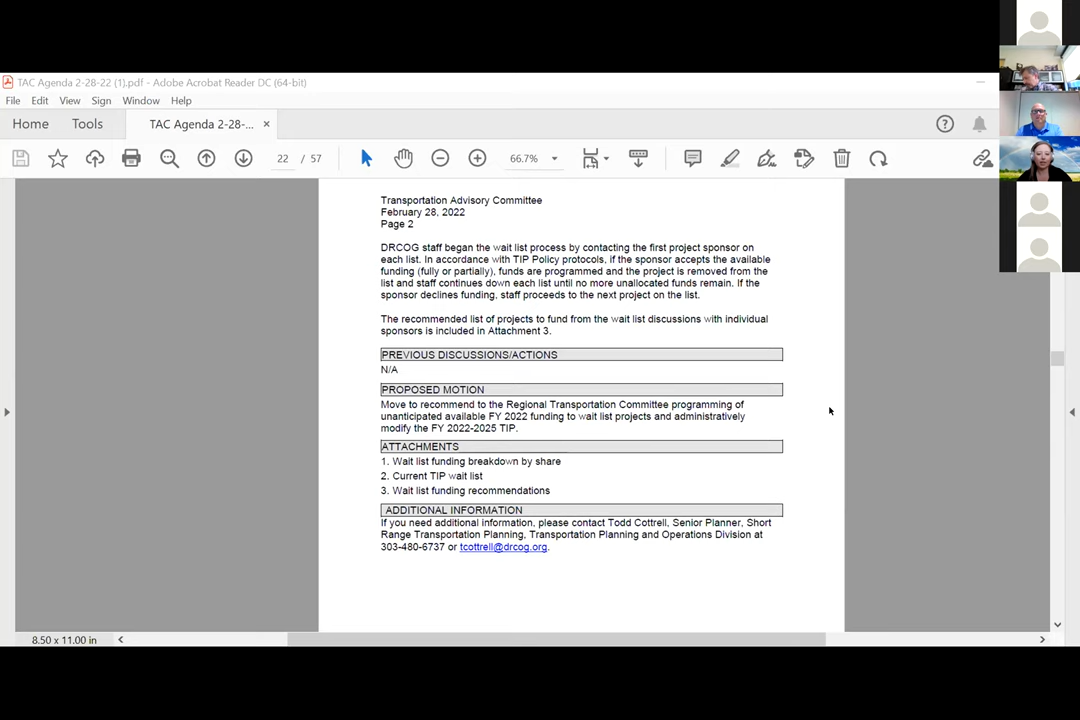 TAC Agenda 2-28-22 (1).pdf - Adobe Acrobat Reader DC (64-bit)
File Edit View Sign Window Help
Home Tools TAC Agenda 2-28-... ×
22 / 57 66.7%
Transportation Advisory Committee
February 28, 2022
Page 2
DRCOG staff began the wait list process by contacting the first project sponsor on
each list. In accordance with TIP Policy protocols, if the sponsor accepts the available
funding (fully or partially), funds are programmed and the project is removed from the
list and staff continues down each list until no more unallocated funds remain. If the
sponsor declines funding, staff proceeds to the next project on the list.
The recommended list of projects to fund from the wait list discussions with individual
sponsors is included in Attachment 3.
PREVIOUS DISCUSSIONS/ACTIONS
N/A
PROPOSED MOTION
Move to recommend to the Regional Transportation Committee programming of
unanticipated available FY 2022 funding to wait list projects and administratively
modify the FY 2022-2025 TIP.
ATTACHMENTS
1. Wait list funding breakdown by share
2. Current TIP wait list
3. Wait list funding recommendations
ADDITIONAL INFORMATION
If you need additional information, please contact Todd Cottrell, Senior Planner, Short
Range Transportation Planning, Transportation Planning and Operations Division at
303-480-6737 or tcottrell@drcog.org.
8.50 x 11.00 in